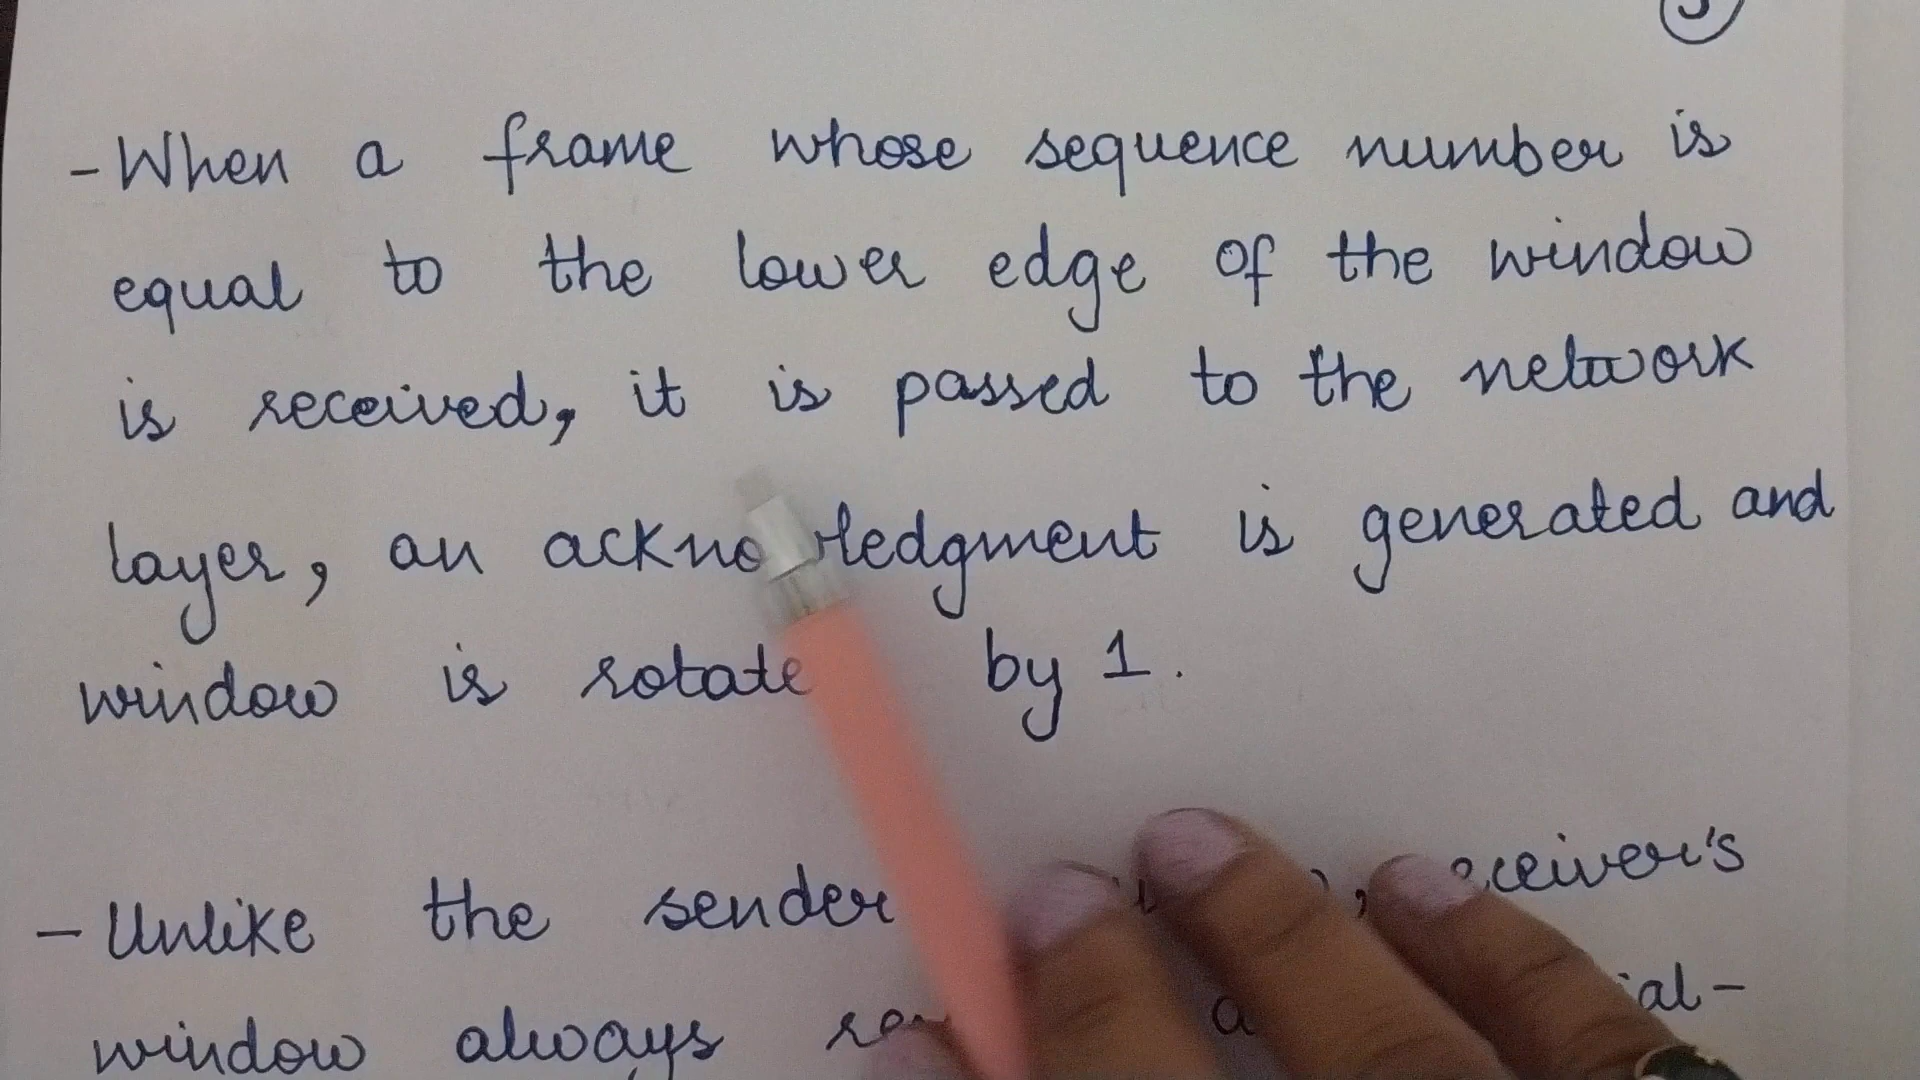 - When a frame whose sequence number is
equal to the lower edge of the window
is received, it is passed to the network
layer, an acknowledgment is generated and
window is rotate by 1.
- Unlike the sender receiver's
window always a